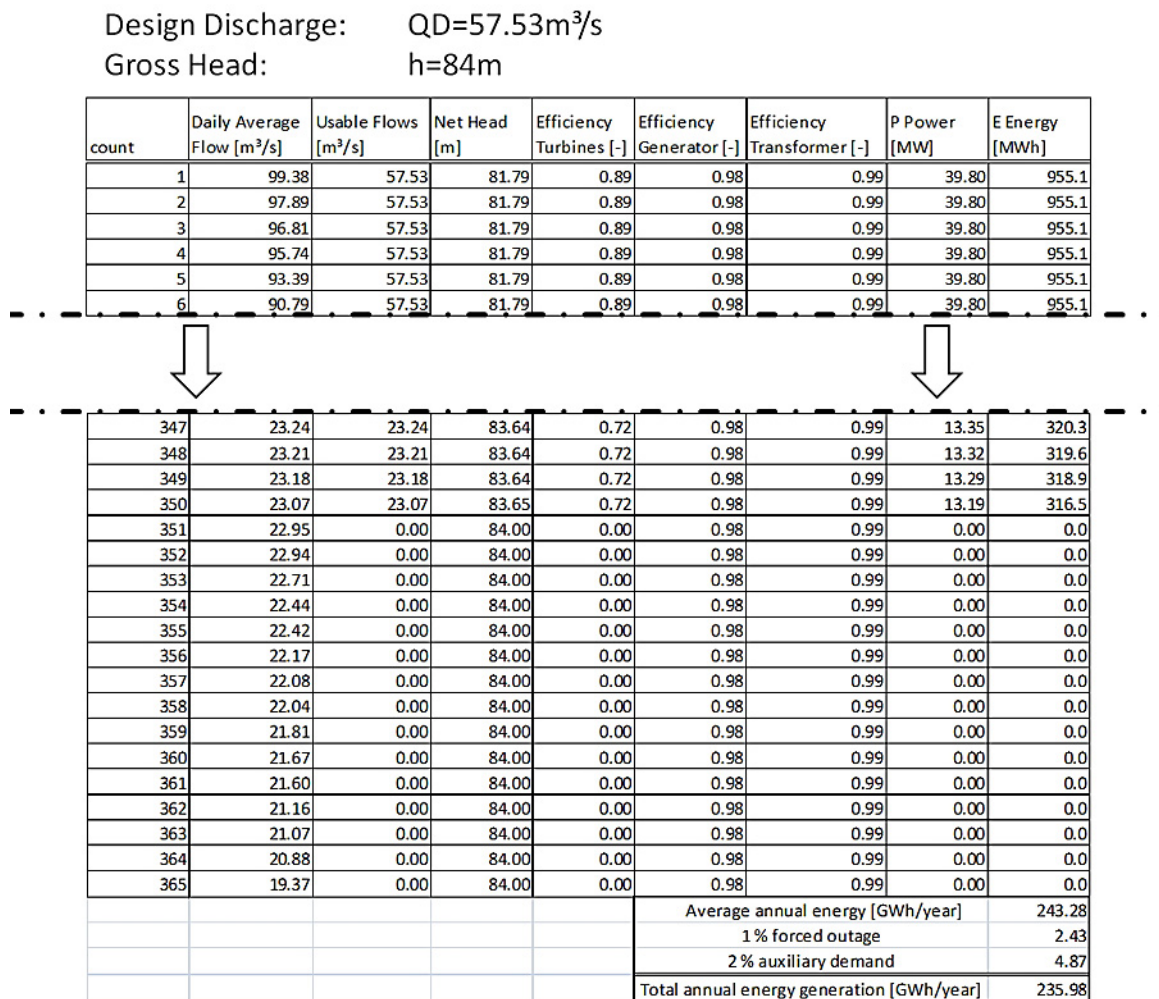 Design Discharge: QD=57.53m³/s
Gross Head: h=84m
count Daily Average Flow [m³/s] Usable Flows [m³/s] Net Head [m] Efficiency Turbines [-] Efficiency Generator [-] Efficiency Transformer [-] P Power [MW] E Energy [MWh]
1 99.38 57.53 81.79 0.89 0.98 0.99 39.80 955.1
2 97.89 57.53 81.79 0.89 0.98 0.99 39.80 955.1
3 96.81 57.53 81.79 0.89 0.98 0.99 39.80 955.1
4 95.74 57.53 81.79 0.89 0.98 0.99 39.80 955.1
5 93.39 57.53 81.79 0.89 0.98 0.99 39.80 955.1
6 90.79 57.53 81.79 0.89 0.98 0.99 39.80 955.1
347 23.24 23.24 83.64 0.72 0.98 0.99 13.35 320.3
348 23.21 23.21 83.64 0.72 0.98 0.99 13.32 319.6
349 23.18 23.18 83.64 0.72 0.98 0.99 13.29 318.9
350 23.07 23.07 83.65 0.72 0.98 0.99 13.19 316.5
351 22.95 0.00 84.00 0.00 0.98 0.99 0.00 0.0
352 22.94 0.00 84.00 0.00 0.98 0.99 0.00 0.0
353 22.71 0.00 84.00 0.00 0.98 0.99 0.00 0.0
354 22.44 0.00 84.00 0.00 0.98 0.99 0.00 0.0
355 22.42 0.00 84.00 0.00 0.98 0.99 0.00 0.0
356 22.17 0.00 84.00 0.00 0.98 0.99 0.00 0.0
357 22.08 0.00 84.00 0.00 0.98 0.99 0.00 0.0
358 22.04 0.00 84.00 0.00 0.98 0.99 0.00 0.0
359 21.81 0.00 84.00 0.00 0.98 0.99 0.00 0.0
360 21.67 0.00 84.00 0.00 0.98 0.99 0.00 0.0
361 21.60 0.00 84.00 0.00 0.98 0.99 0.00 0.0
362 21.16 0.00 84.00 0.00 0.98 0.99 0.00 0.0
363 21.07 0.00 84.00 0.00 0.98 0.99 0.00 0.0
364 20.88 0.00 84.00 0.00 0.98 0.99 0.00 0.0
365 19.37 0.00 84.00 0.00 0.98 0.99 0.00 0.0
Average annual energy [GWh/year] 243.28
1% forced outage 2.43
2% auxiliary demand 4.87
Total annual energy generation [GWh/year] 235.98